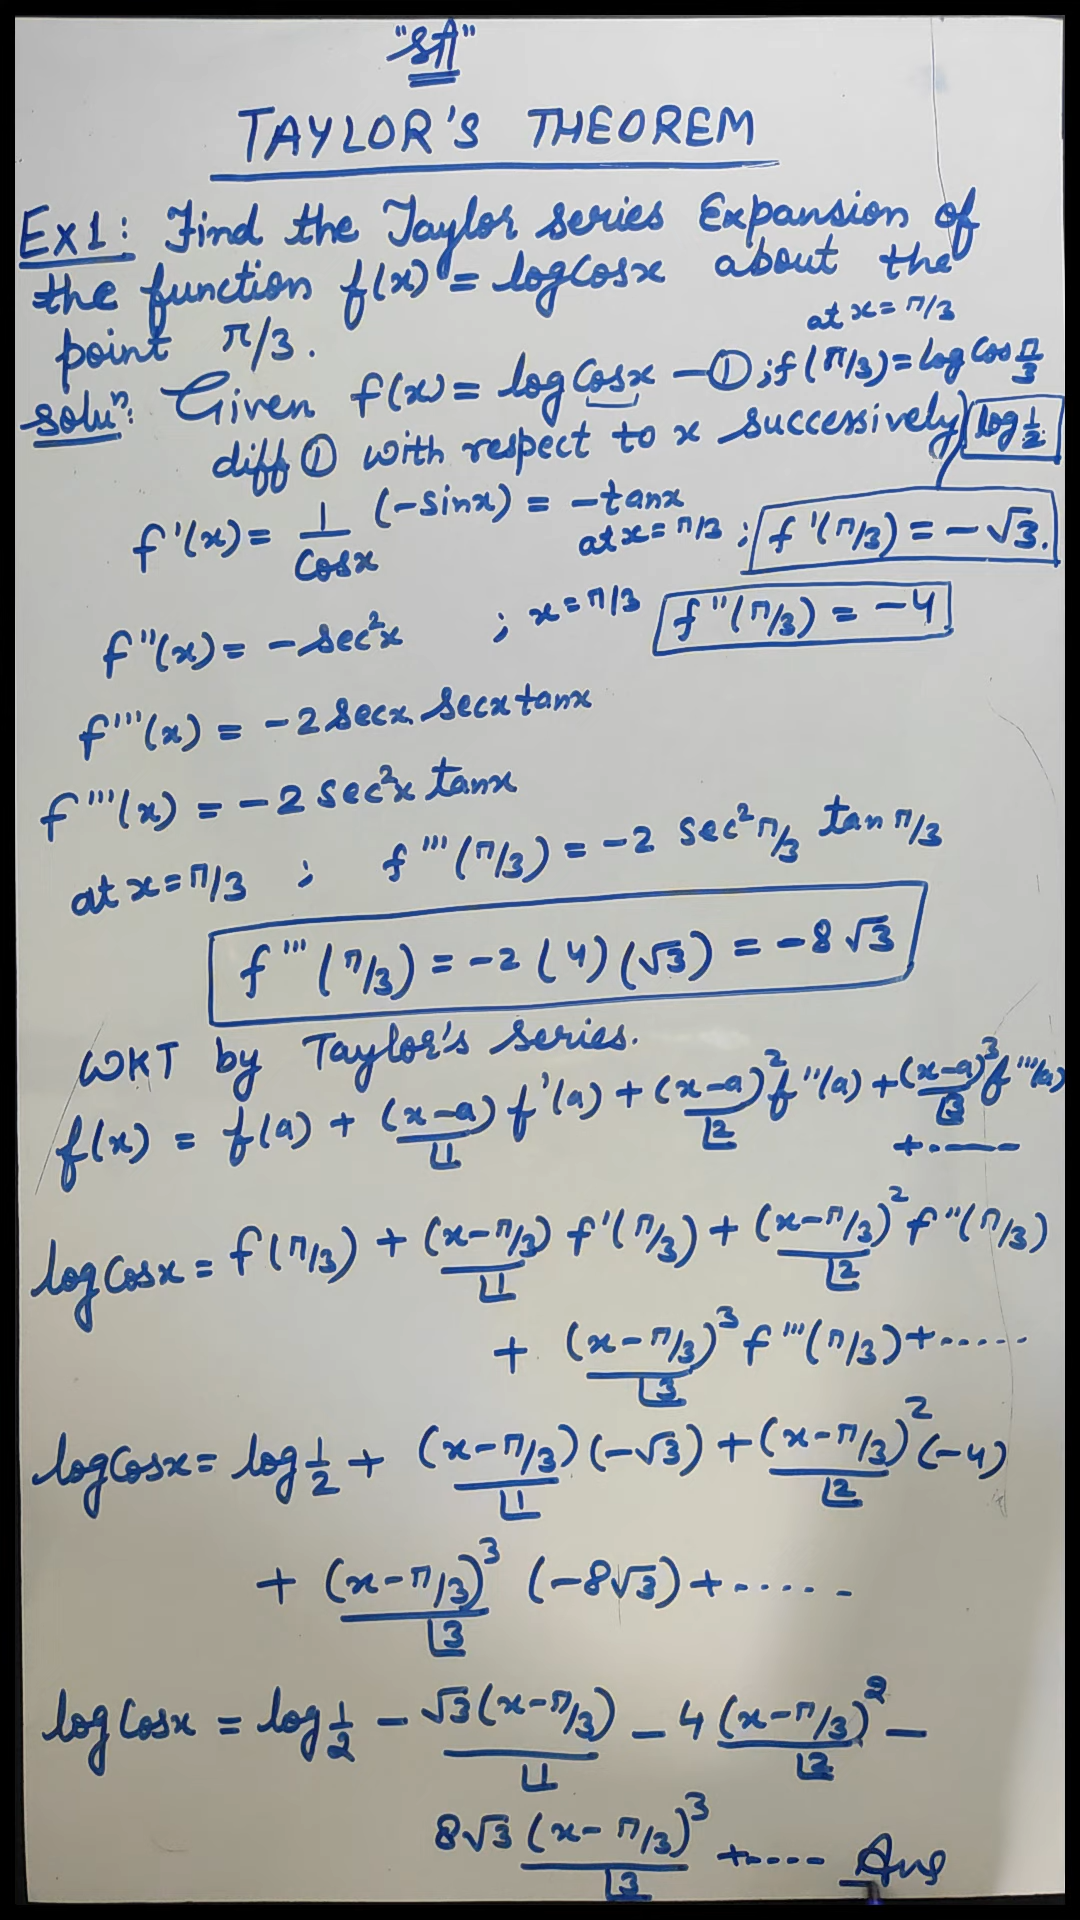 "श्री"
TAYLOR'S THEOREM
Ex1: Find the Taylor series Expansion of
the function f(x) = logcosx about the
point π/3.
at x = π/3
Soluⁿ: Given f(x) = log Cosx – ① ; f(π/3) = log Cos π/3
diff ① with respect to x successively log 1/2
f'(x) = 1/Cosx (-sinx) = -tanx
at x = π/3 ; f'(π/3) = -√3.
f''(x) = -sec²x ; x = π/3 f''(π/3) = -4
f'''(x) = -2 secx. secx tanx
f'''(x) = -2 sec²x tanx
at x = π/3 ; f'''(π/3) = -2 sec² π/3 tan π/3
f'''(π/3) = -2 (4) (√3) = -8√3
WKT by Taylor's series.
f(x) = f(a) + (x-a)/⌊1 f'(a) + (x-a)²/⌊2 f''(a) + (x-a)³/⌊3 f'''(a)
+ .——
log Cosx = f(π/3) + (x-π/3)/⌊1 f'(π/3) + (x-π/3)²/⌊2 f''(π/3)
+ (x-π/3)³/⌊3 f'''(π/3) + .....
logCosx = log 1/2 + (x-π/3)/⌊1 (-√3) + (x-π/3)²/⌊2 (-4)
+ (x-π/3)³/⌊3 (-8√3) + .....
log Cosx = log 1/2 - √3(x-π/3)/⌊1 - 4 (x-π/3)²/⌊2 -
8√3 (x-π/3)³/⌊3 + .... Ans